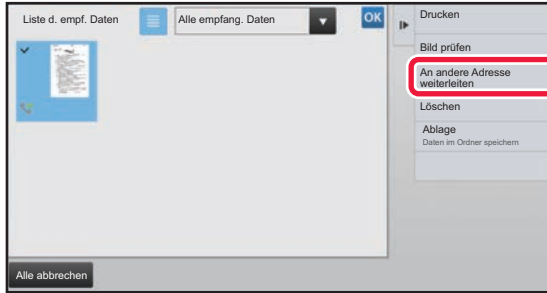 Liste d. empf. Daten
Alle empfang. Daten
OK
Drucken
Bild prüfen
An andere Adresse
weiterleiten
Löschen
Ablage
Daten im Ordner speichern
Alle abbrechen